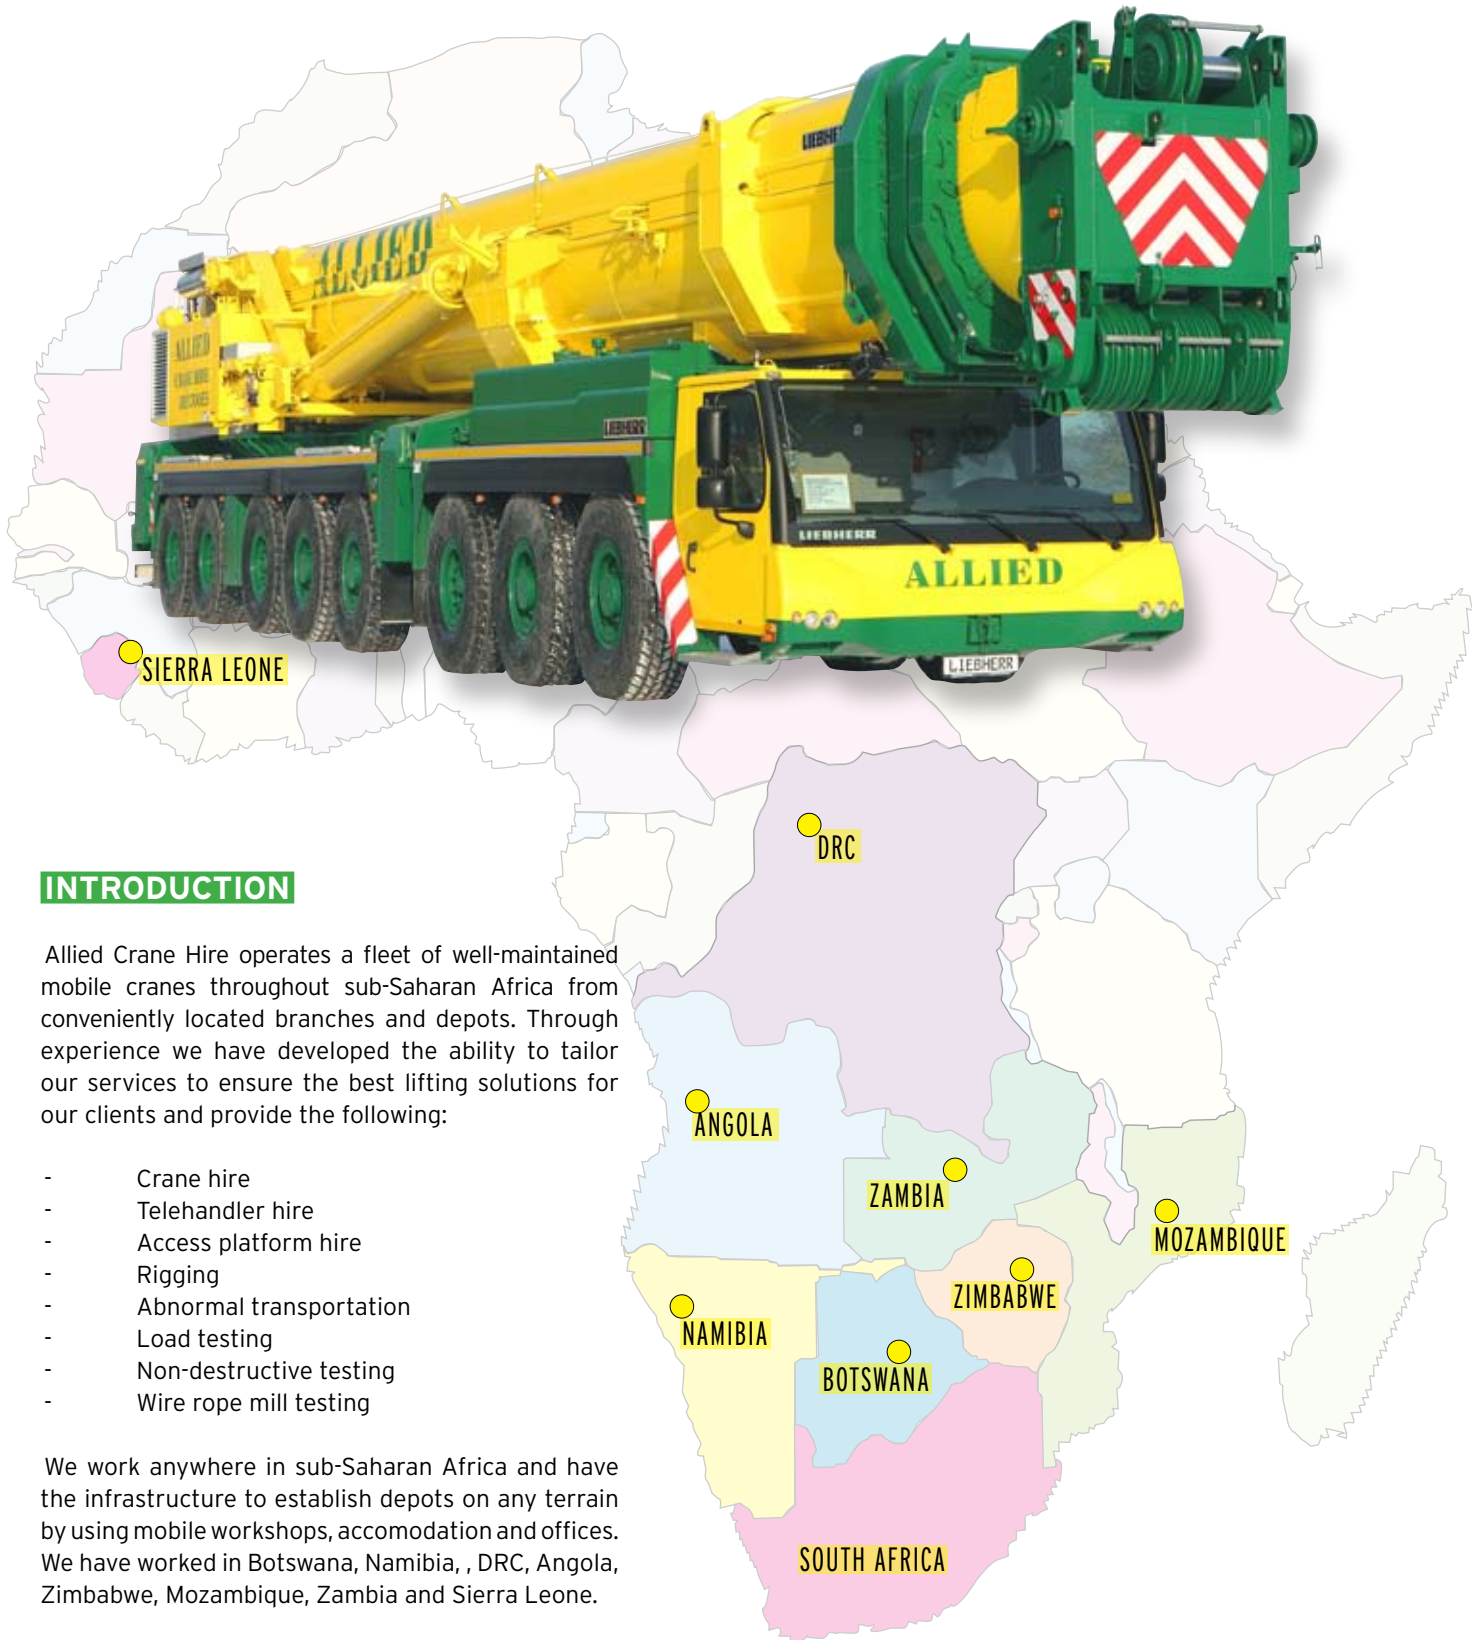 LIEBHERR
ALLIED
ALLIED
CRANE HIRE
LIEBHERR
LIEBHERR
ALLIED
LIEBHERR
SIERRA LEONE
DRC
INTRODUCTION
Allied Crane Hire operates a fleet of well-maintained
mobile cranes throughout sub-Saharan Africa from
conveniently located branches and depots. Through
experience we have developed the ability to tailor
our services to ensure the best lifting solutions for
our clients and provide the following:
- Crane hire
- Telehandler hire
- Access platform hire
- Rigging
- Abnormal transportation
- Load testing
- Non-destructive testing
- Wire rope mill testing
We work anywhere in sub-Saharan Africa and have
the infrastructure to establish depots on any terrain
by using mobile workshops, accomodation and offices.
We have worked in Botswana, Namibia, , DRC, Angola,
Zimbabwe, Mozambique, Zambia and Sierra Leone.
ANGOLA
ZAMBIA
MOZAMBIQUE
ZIMBABWE
NAMIBIA
BOTSWANA
SOUTH AFRICA